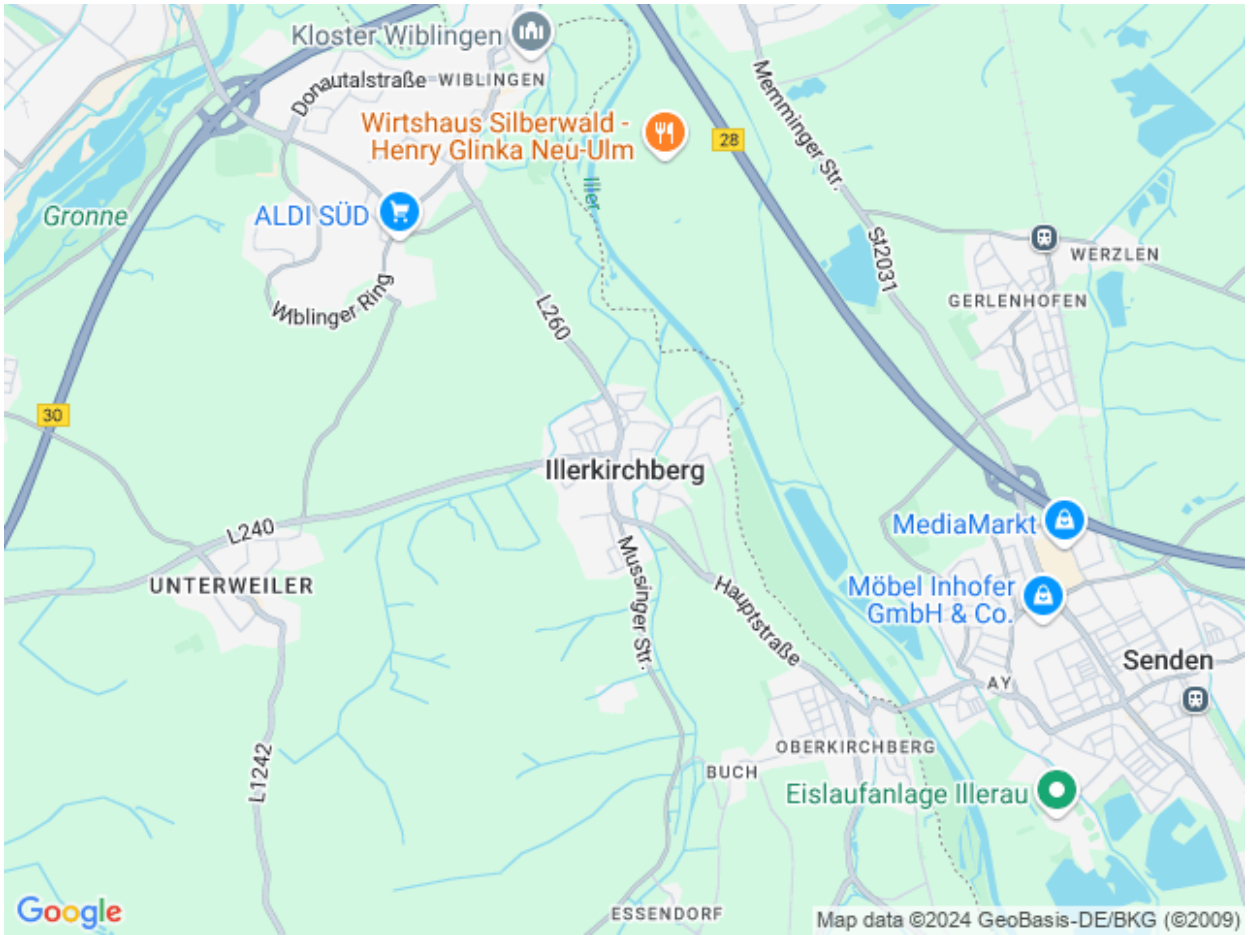 Kloster Wiblingen
WIBLINGEN
Donautalstraße
Memminger Str.
Wirtshaus Silberwald -
Henry Glinka Neu-Ulm
28
Iller
ALDI SÜD
Gronne
St2031
WERZLEN
GERLENHOFEN
Wiblinger Ring
L260
30
Illerkirchberg
L240
MediaMarkt
UNTERWEILER
Mussinger Str.
Hauptstraße
Möbel Inhofer
GmbH & Co.
Senden
AY
OBERKIRCHBERG
L1242
BUCH
Eislaufanlage Illerau
Google
ESSENDORF
Map data ©2024 GeoBasis-DE/BKG (©2009)